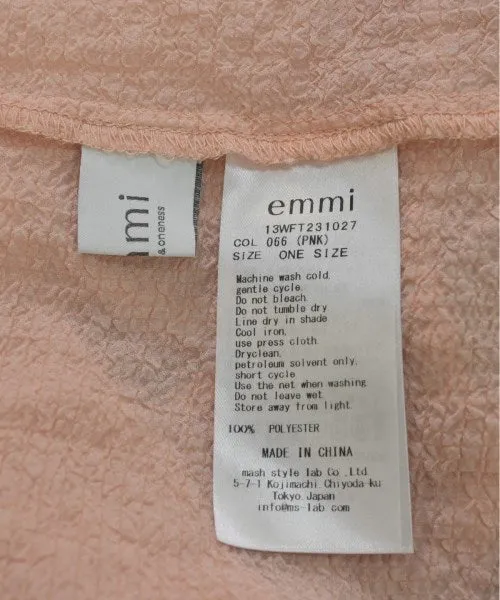 emmi
13WFT231027
COL 066 (PNK)
SIZE ONE SIZE
Machine wash cold,
gentle cycle.
Do not bleach.
Do not tumble dry
Line dry in shade
Cool iron,
use press cloth.
Dryclean,
petroleum solvent only,
short cycle
Use the net when washing
Do not leave wet.
Store away from light.
100% POLYESTER
MADE IN CHINA
mash style lab Co.,Ltd.
5-7-1 Kojimachi Chiyoda-ku
Tokyo Japan
info@ms-lab.com
mi
& oneness